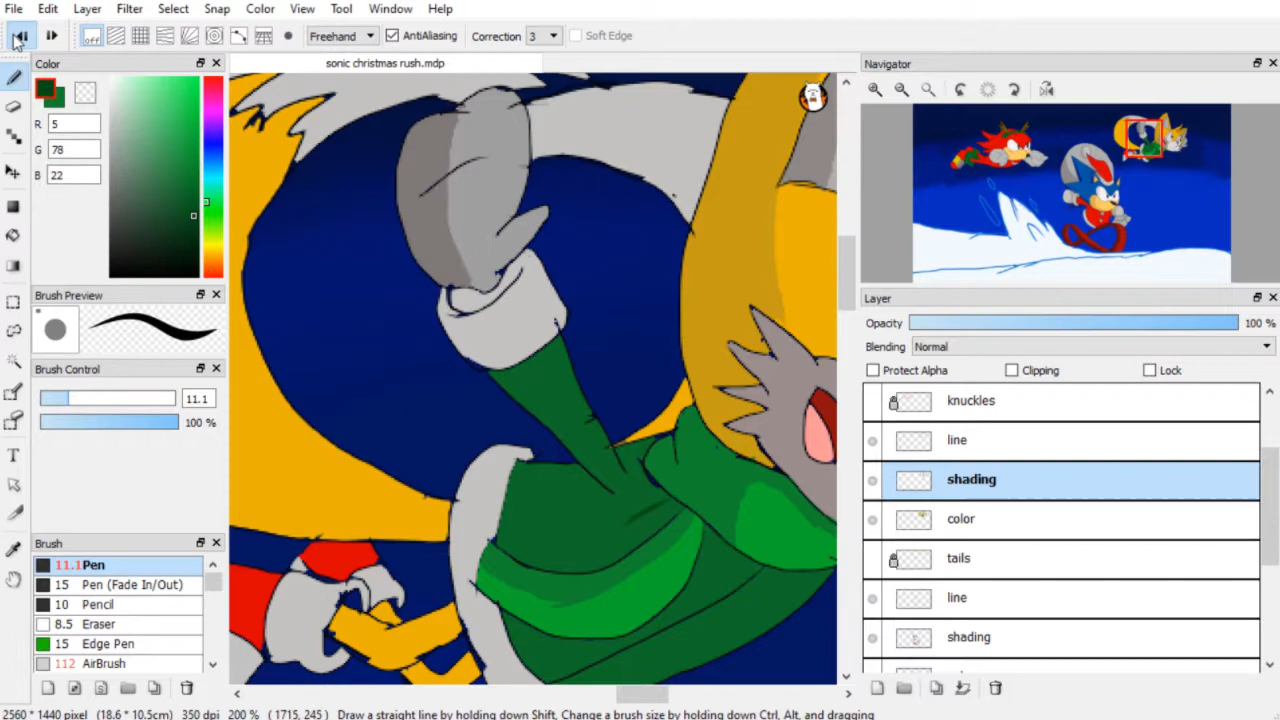 File Edit Layer Filter Select Snap Color View Tool Window Help
off Freehand AntiAliasing Correction 3 Soft Edge
Color
sonic christmas rush.mdp
Navigator
R 5
G 78
B 22
Brush Preview
Layer
Opacity 100 %
Blending Normal
Brush Control
Protect Alpha Clipping Lock
11.1
knuckles
100 %
line
shading
color
Brush
tails
11.1 Pen
15 Pen (Fade In/Out)
line
10 Pencil
8.5 Eraser
shading
15 Edge Pen
112 AirBrush
2560 * 1440 pixel (18.6 * 10.5cm) 350 dpi 200 % ( 1715, 245 ) Draw a straight line by holding down Shift, Change a brush size by holding down Ctrl, Alt, and dragging